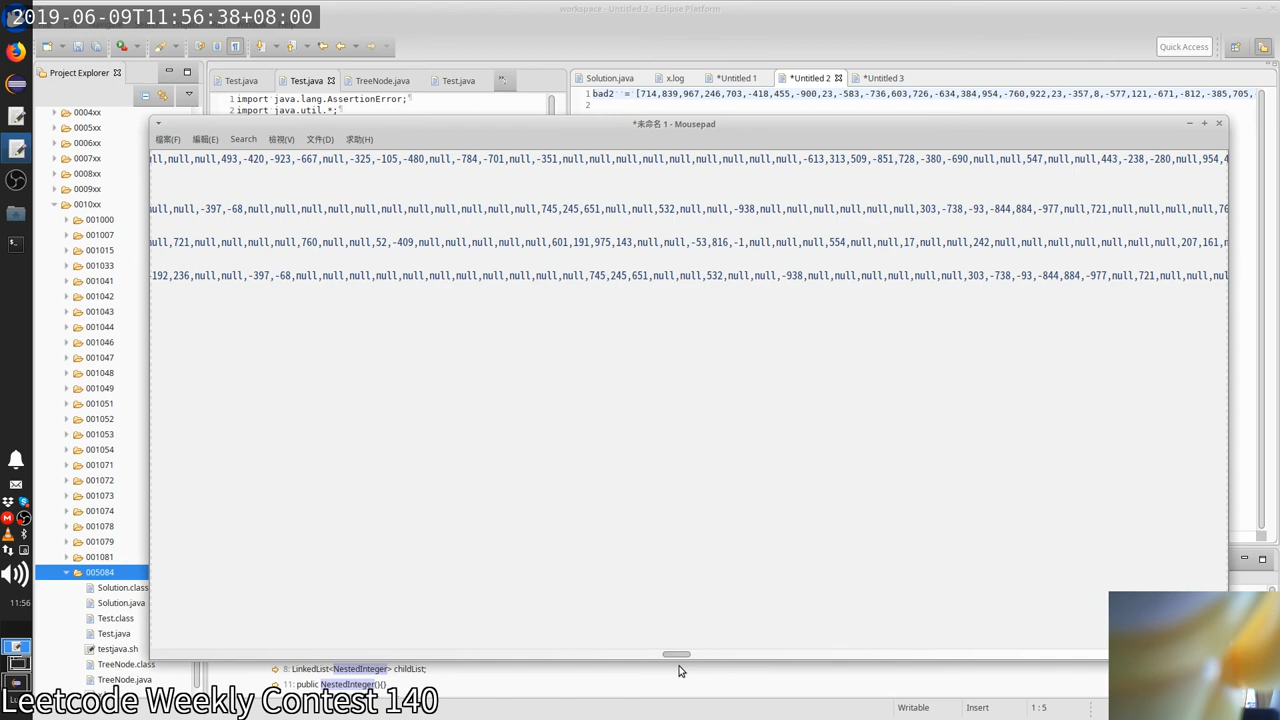 2019-06-09T11:56:38+08:00
workspace - Untitled 2 - Eclipse Platform
Quick Access
Project Explorer
Test.java
Test.java
TreeNode.java
Test.java
Solution.java
x.log
*Untitled 1
*Untitled 2
*Untitled 3
1 import java.lang.AssertionError;
2 import java.util.*;
1 bad2 = [714,839,967,246,703,-418,455,-900,23,-583,-736,603,726,-634,384,954,-760,922,23,-357,8,-577,121,-671,-812,-385,705,
2
*未命名 1 - Mousepad
檔案(F)
編輯(E)
Search
檢視(V)
文件(D)
求助(H)
ll,null,null,493,-420,-923,-667,null,-325,-105,-480,null,-784,-701,null,-351,null,null,null,null,null,null,null,null,-613,313,509,-851,728,-380,-690,null,null,547,null,null,443,-238,-280,null,954,4
ull,null,-397,-68,null,null,null,null,null,null,null,null,null,null,null,745,245,651,null,null,532,null,null,-938,null,null,null,null,null,null,303,-738,-93,-844,884,-977,null,721,null,null,null,76
ull,721,null,null,null,760,null,null,52,-409,null,null,null,null,null,601,191,975,143,null,null,-53,816,-1,null,null,null,554,null,null,17,null,null,242,null,null,null,null,null,null,207,161,n
192,236,null,null,-397,-68,null,null,null,null,null,null,null,null,null,null,null,745,245,651,null,null,532,null,null,-938,null,null,null,null,null,null,303,-738,-93,-844,884,-977,null,721,null,null,null
0004xx
0005xx
0006xx
0007xx
0008xx
0009xx
0010xx
001000
001007
001015
001033
001041
001042
001043
001044
001046
001047
001048
001049
001051
001052
001053
001054
001071
001072
001073
001074
001078
001079
001081
005084
Solution.class
Solution.java
Test.class
Test.java
testjava.sh
TreeNode.class
TreeNode.java
11:56
8: LinkedList<NestedInteger> childList;
11: public NestedInteger(){}
Leetcode Weekly Contest 140
Writable
Insert
1 : 5